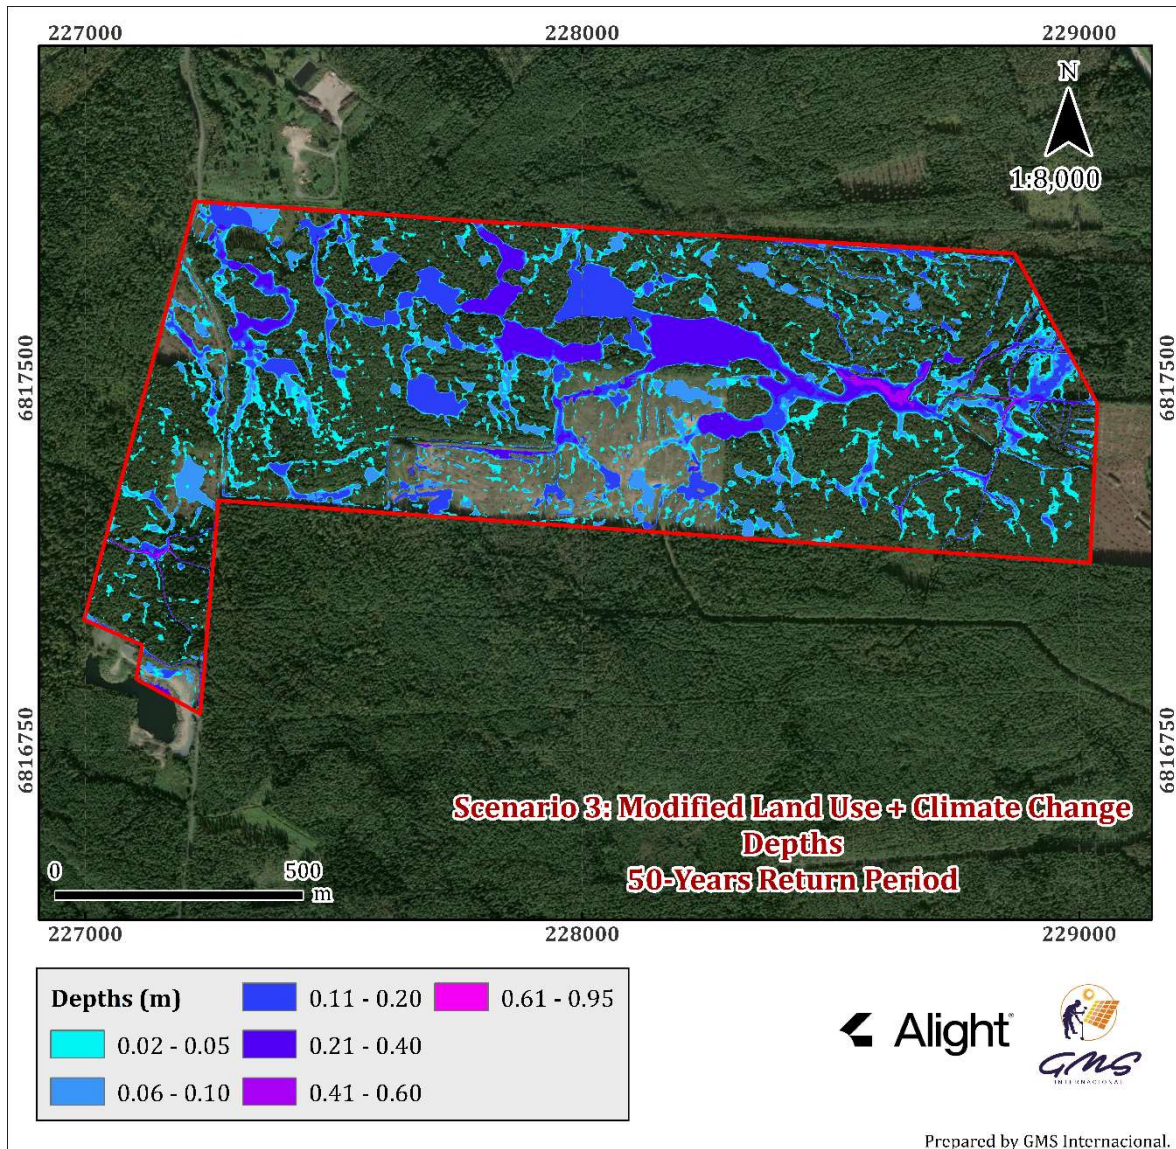 227000 228000 229000
N
1:8,000
6817500 6817500
6816750 6816750
Scenario 3: Modified Land Use + Climate Change
Depths
50-Years Return Period
0 500
m
227000 228000 229000
Depths (m)
0.02 - 0.05
0.06 - 0.10
0.11 - 0.20
0.21 - 0.40
0.41 - 0.60
0.61 - 0.95
Alight®
GMS
INTERNACIONAL
Prepared by GMS Internacional.